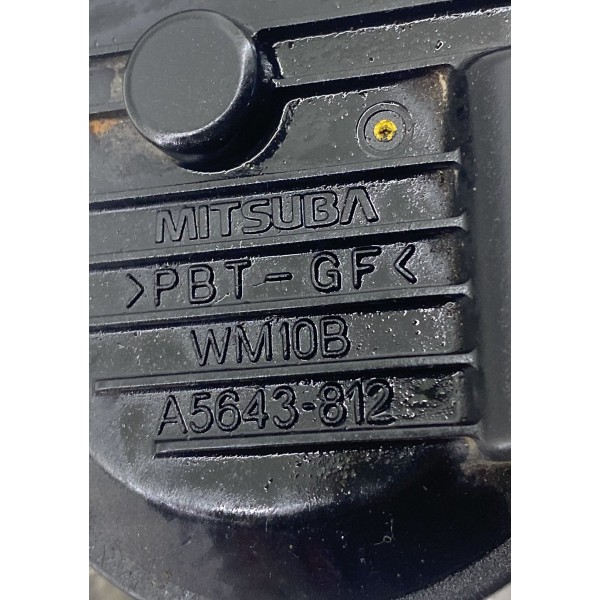 MITSUBA
>PBT-GF<
WM10B
A5643-812